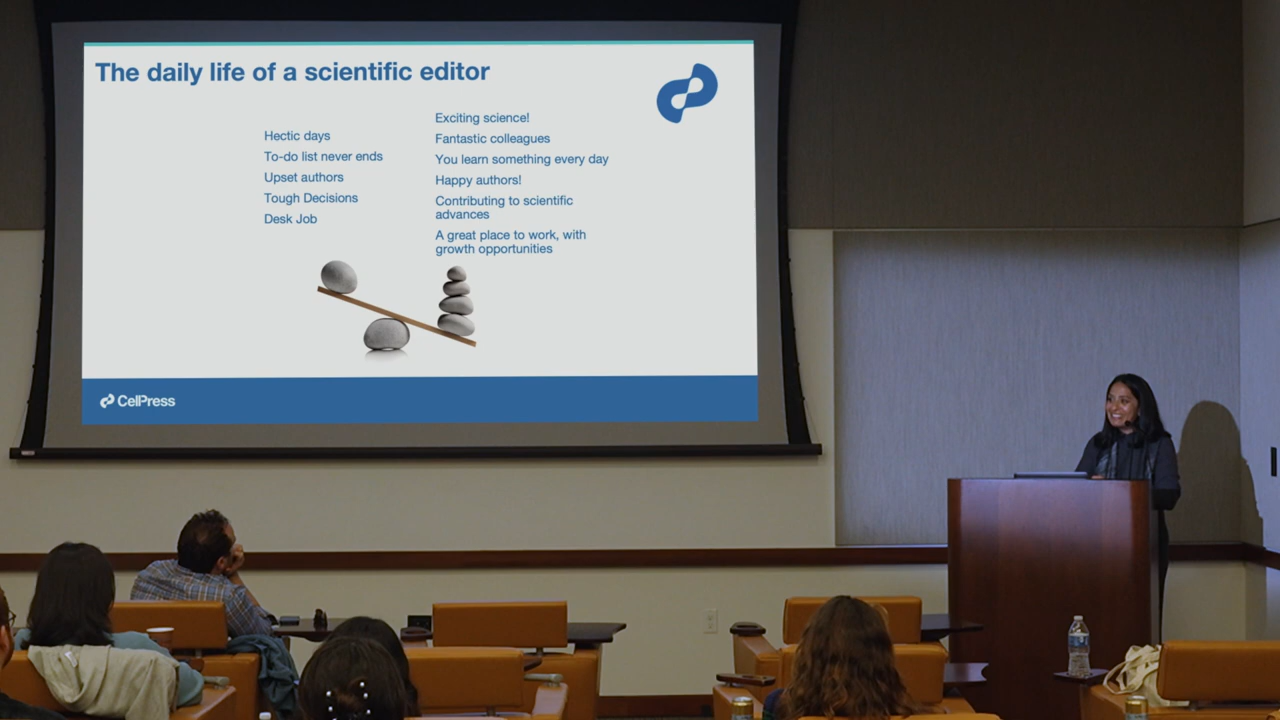 The daily life of a scientific editor
Hectic days
To-do list never ends
Upset authors
Tough Decisions
Desk Job
Exciting science!
Fantastic colleagues
You learn something every day
Happy authors!
Contributing to scientific
advances
A great place to work, with
growth opportunities
CellPress